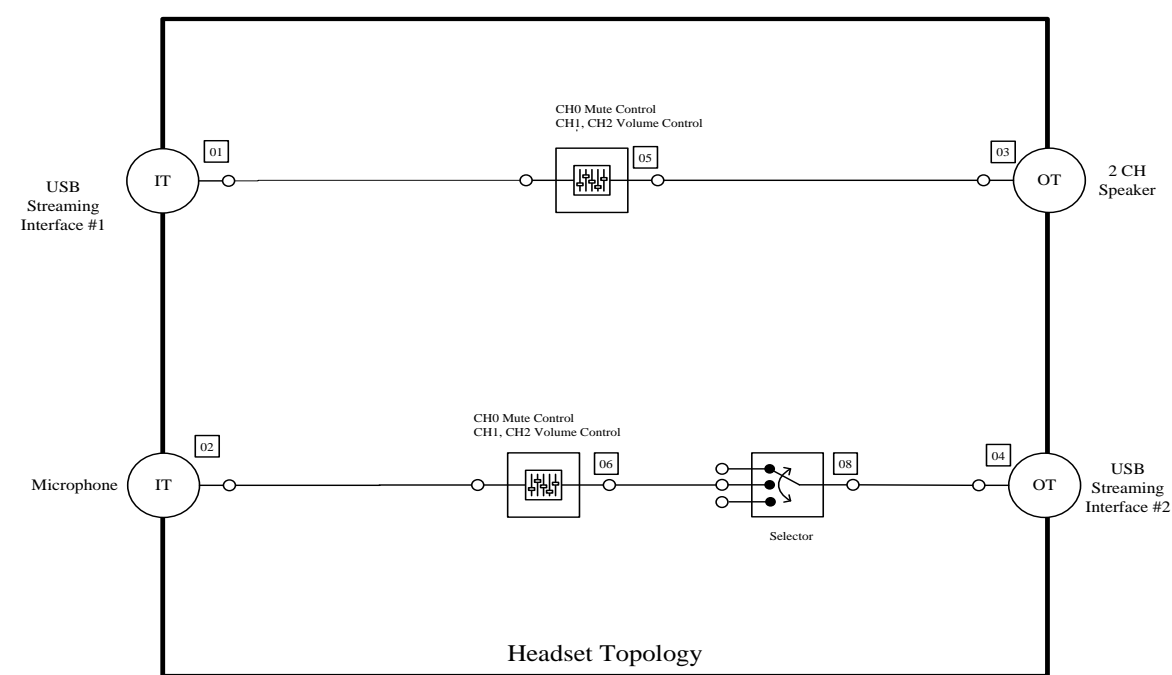 CH0 Mute Control
CH1, CH2 Volume Control
01
05
03
IT
OT
USB
Streaming
Interface #1
2 CH
Speaker
CH0 Mute Control
CH1, CH2 Volume Control
02
06
08
04
Microphone
IT
OT
USB
Streaming
Interface #2
Selector
Headset Topology